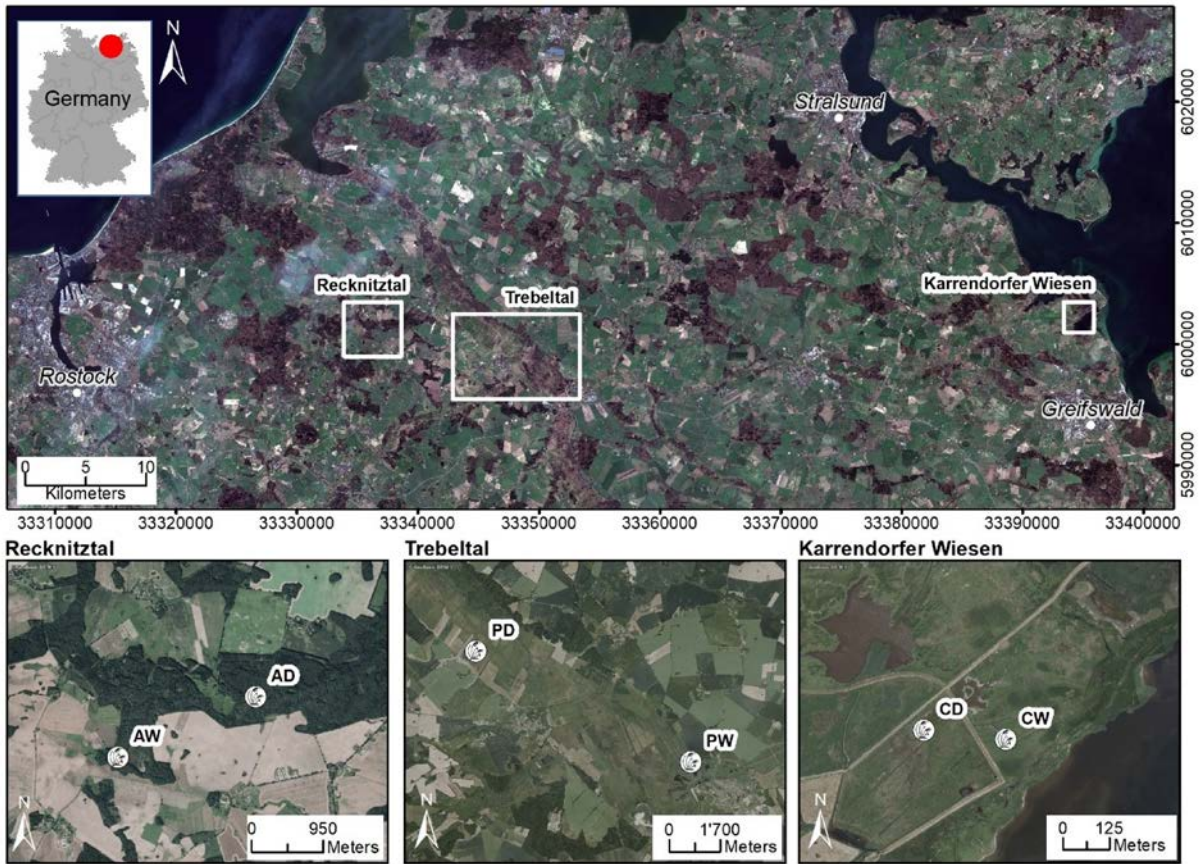 Germany
N
Stralsund
Recknitztal
Trebeltal
Karrendorfer Wiesen
Rostock
Greifswald
0 5 10
Kilometers
6020000
6010000
6000000
5990000
33310000 33320000 33330000 33340000 33350000 33360000 33370000 33380000 33390000 33400000
Recknitztal
AD
AW
N
0 950
Meters
Trebeltal
PD
PW
N
0 1'700
Meters
Karrendorfer Wiesen
CD
CW
N
0 125
Meters